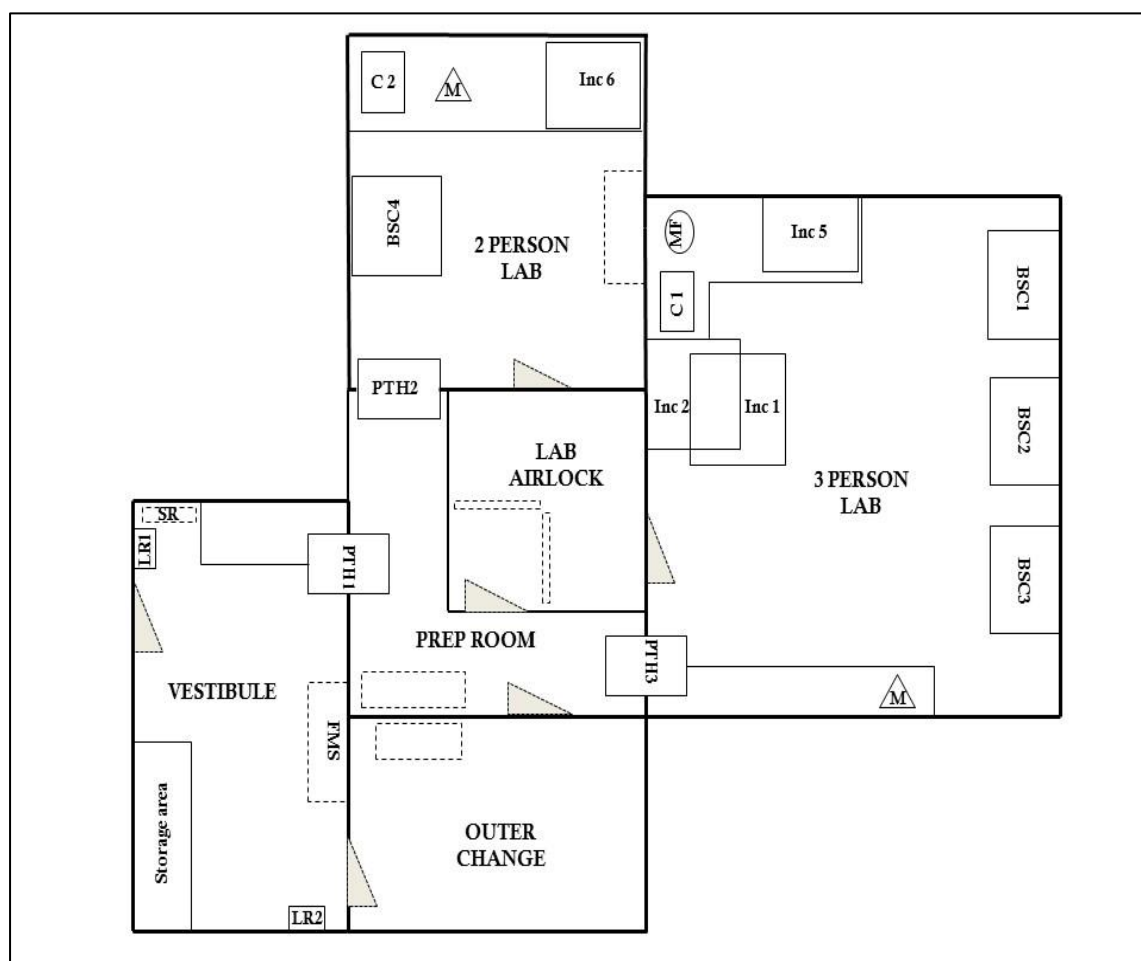 C 2
M
Inc 6
BSC4
2 PERSON
LAB
MF
Inc 5
C 1
BSC1
PTH2
Inc 2
Inc 1
BSC2
LAB
AIRLOCK
3 PERSON
LAB
SR
LR1
PTH1
BSC3
PREP ROOM
PTH3
VESTIBULE
M
FMS
Storage area
OUTER
CHANGE
LR2